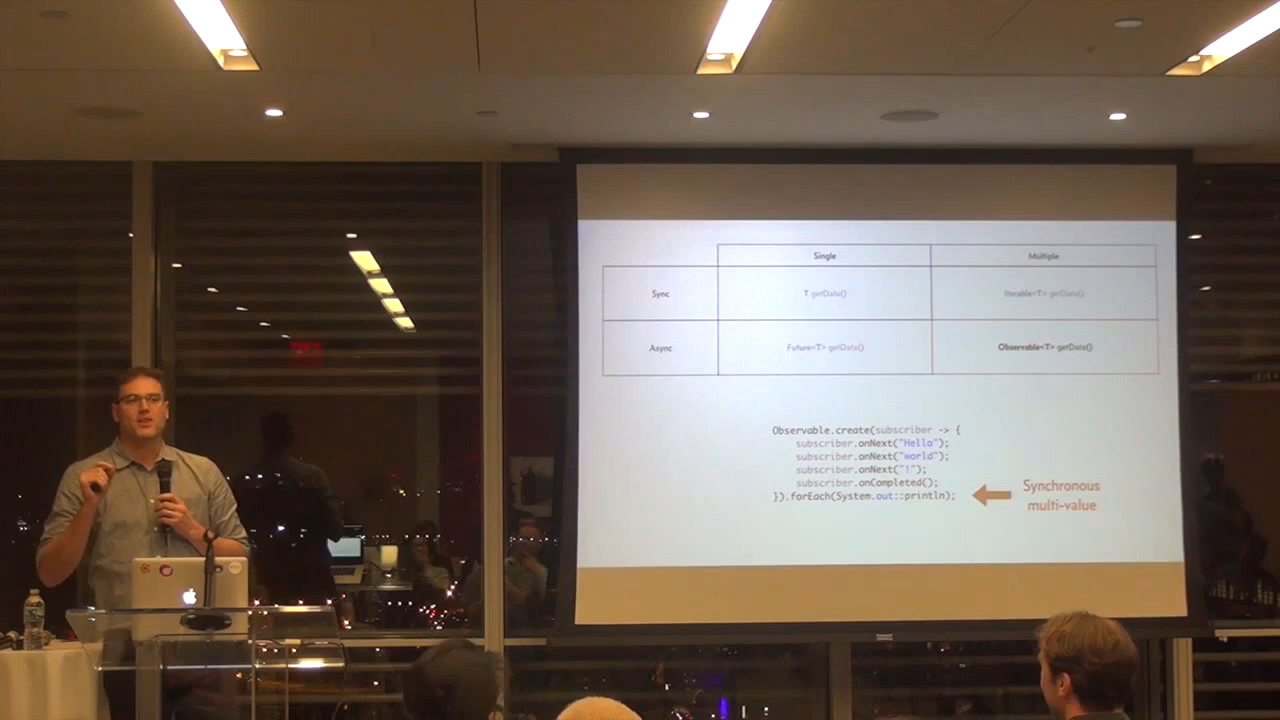 Single Multiple
Sync T getData() Iterable<T> getData()
Async Future<T> getData() Observable<T> getData()
Observable.create(subscriber -> {
subscriber.onNext("Hello");
subscriber.onNext("world");
subscriber.onNext("!");
subscriber.onCompleted();
}).forEach(System.out::println);
Synchronous
multi-value